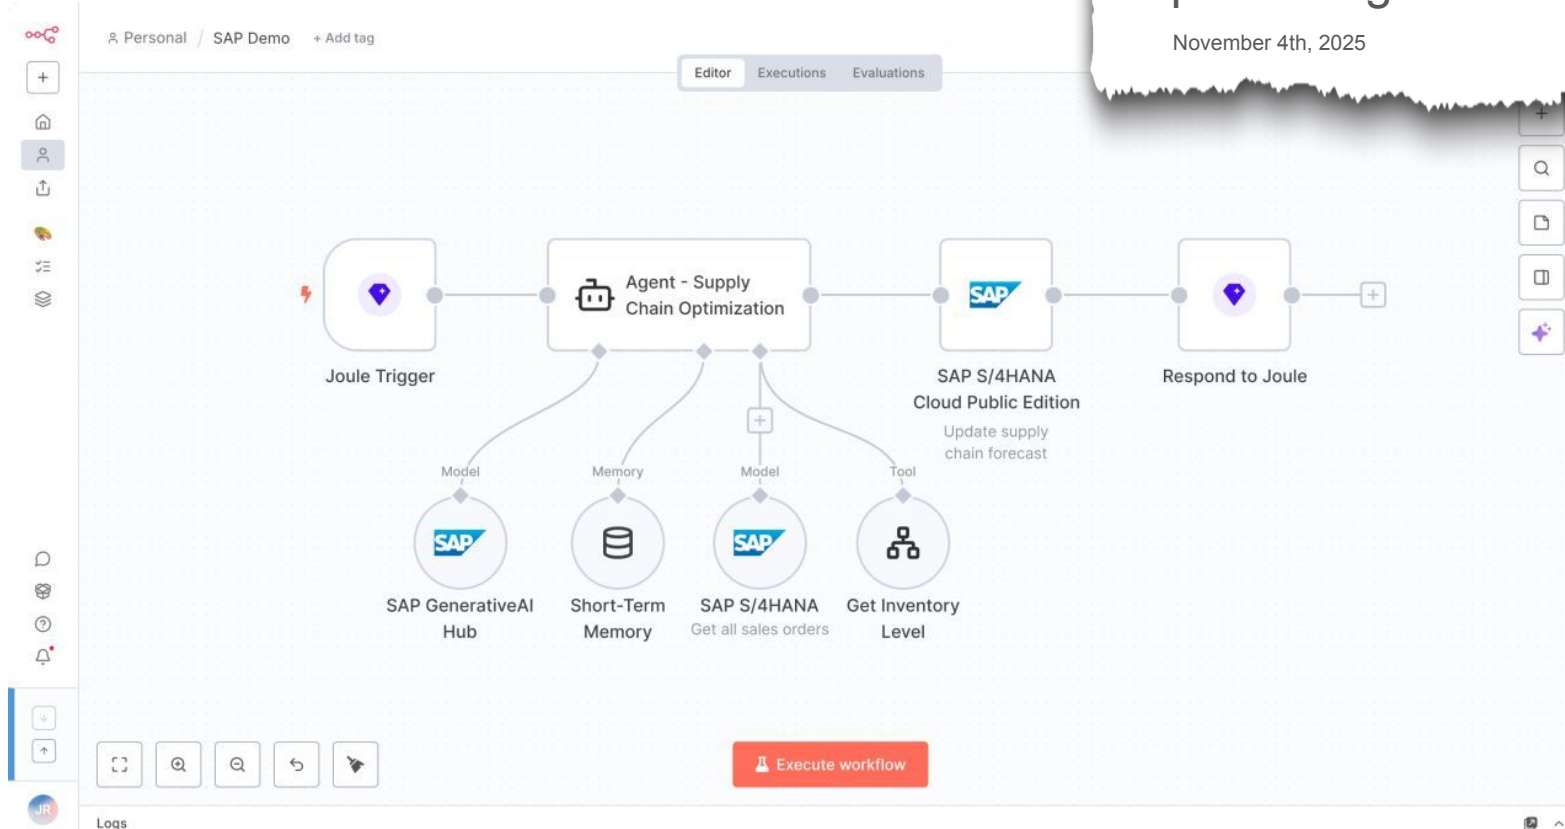 November 4th, 2025
Personal / SAP Demo + Add tag
Editor Executions Evaluations
Agent - Supply
Chain Optimization
SAP
Joule Trigger
SAP S/4HANA
Cloud Public Edition
Update supply
chain forecast
Respond to Joule
Model
Memory
Model
Tool
SAP
SAP
SAP GenerativeAI
Hub
Short-Term
Memory
SAP S/4HANA
Get all sales orders
Get Inventory
Level
Execute workflow
JR
Logs